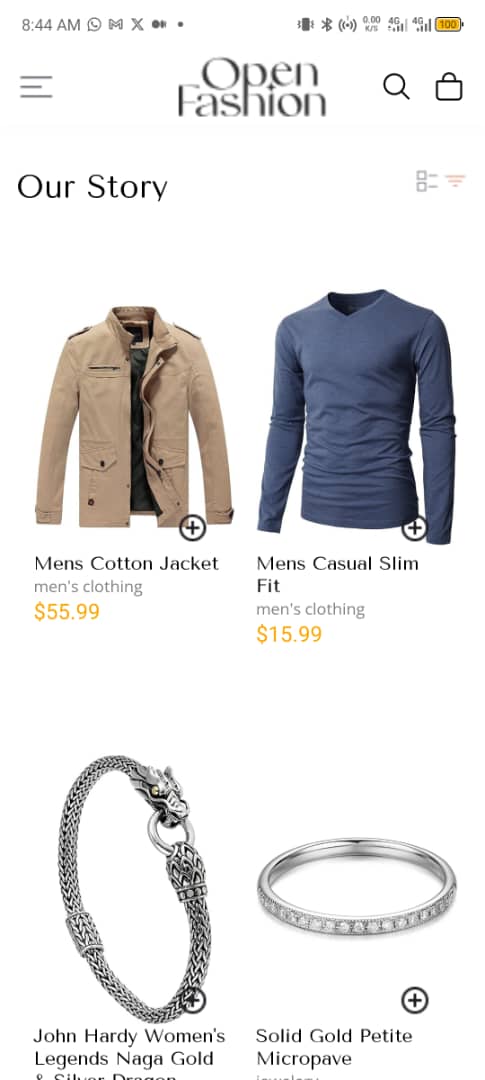 8:44 AM
0.00 K/S 4G 4G 100
Open
Fashion
Our Story
Mens Cotton Jacket
men's clothing
$55.99
Mens Casual Slim
Fit
men's clothing
$15.99
John Hardy Women's
Legends Naga Gold
& Silver Dragon
Solid Gold Petite
Micropave
jewelery